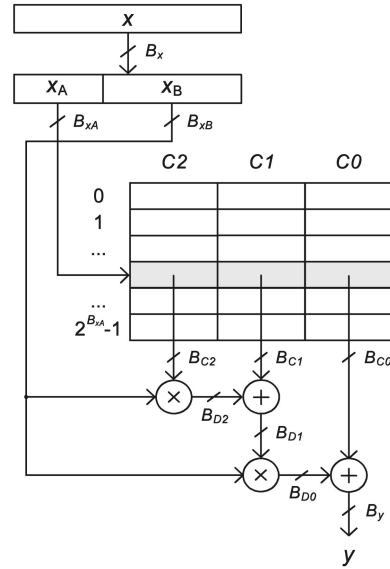 x
B_x
x_A x_B
B_xA B_xB
C2 C1 C0
0
1
...
...
2^{B_xA}-1
B_C2 B_C1 B_C0
× B_D2 +
B_D1
× B_D0 +
B_y
y